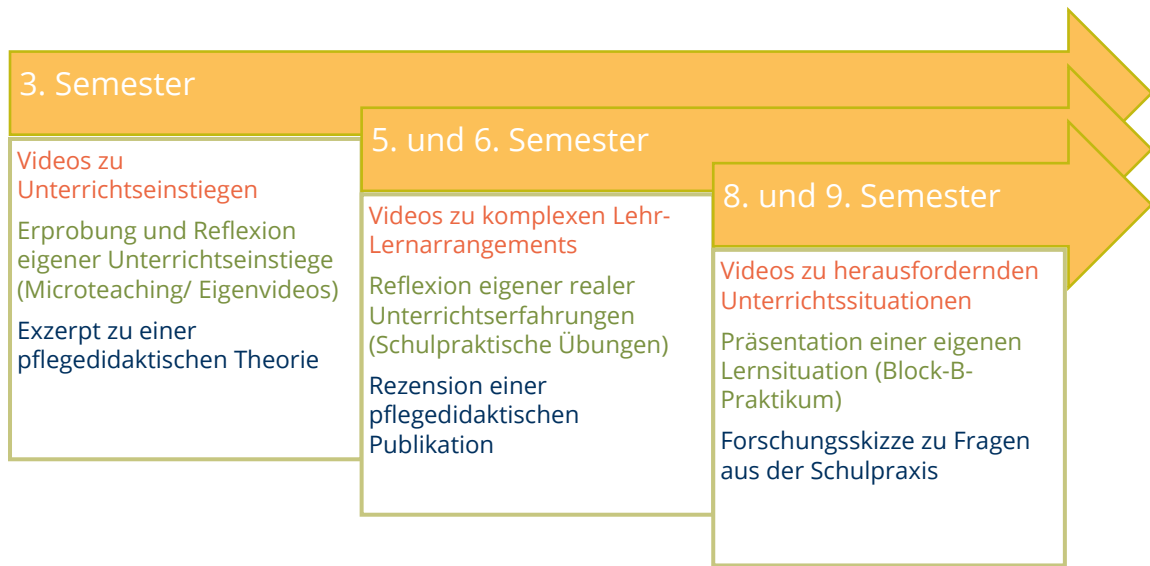 3. Semester
Videos zu
Unterrichtseinstiegen
Erprobung und Reflexion
eigener Unterrichtseinstiege
(Microteaching/ Eigenvideos)
Exzerpt zu einer
pflegedidaktischen Theorie
5. und 6. Semester
Videos zu komplexen Lehr-
Lernarrangements
Reflexion eigener realer
Unterrichtserfahrungen
(Schulpraktische Übungen)
Rezension einer
pflegedidaktischen
Publikation
8. und 9. Semester
Videos zu herausfordernden
Unterrichtssituationen
Präsentation einer eigenen
Lernsituation (Block-B-
Praktikum)
Forschungsskizze zu Fragen
aus der Schulpraxis